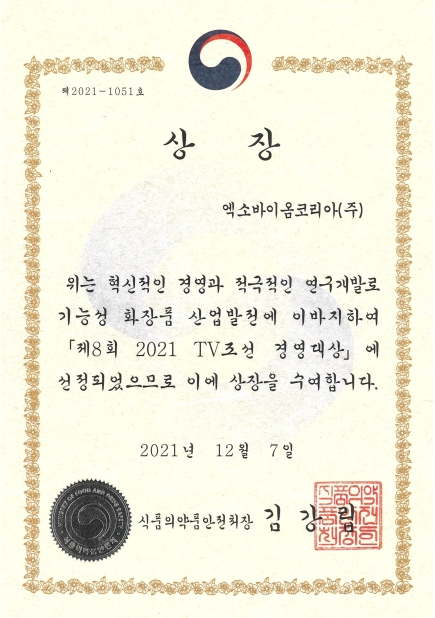 제2021-1051호
상 장
엑소바이옴코리아(주)
위는 혁신적인 경영과 적극적인 연구개발로
기능성 화장품 산업발전에 이바지하여
「제8회 2021 TV조선 경영대상」에
선정되었으므로 이에 상장을 수여합니다.
2021년 12월 7일
MINISTRY OF FOOD AND DRUG SAFETY
식품의약품안전처
식품의약품안전처장 김 강 립